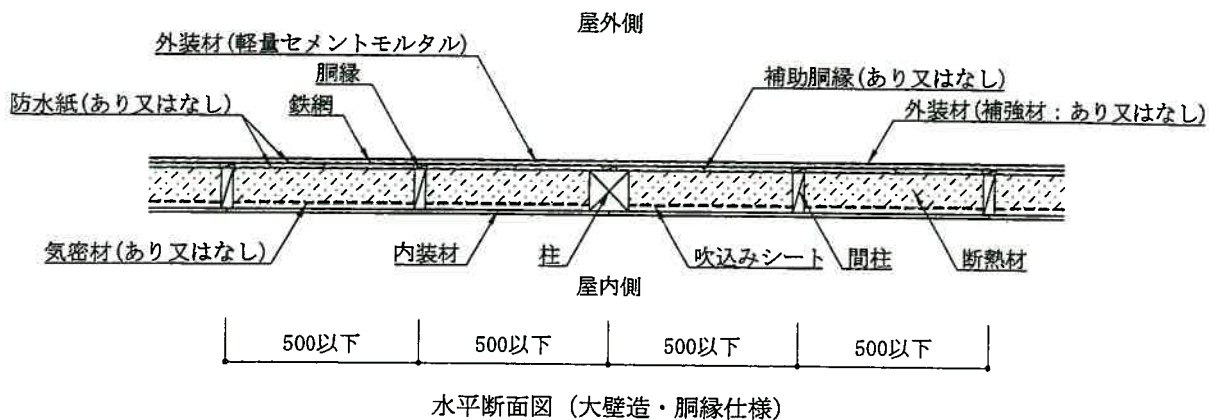 屋外側
外装材(軽量セメントモルタル)
胴縁
補助胴縁(あり又はなし)
防水紙(あり又はなし)
鉄網
外装材(補強材:あり又はなし)
気密材(あり又はなし)
内装材
柱
吹込みシート
間柱
断熱材
屋内側
500以下
500以下
500以下
500以下
水平断面図(大壁造・胴縁仕様)